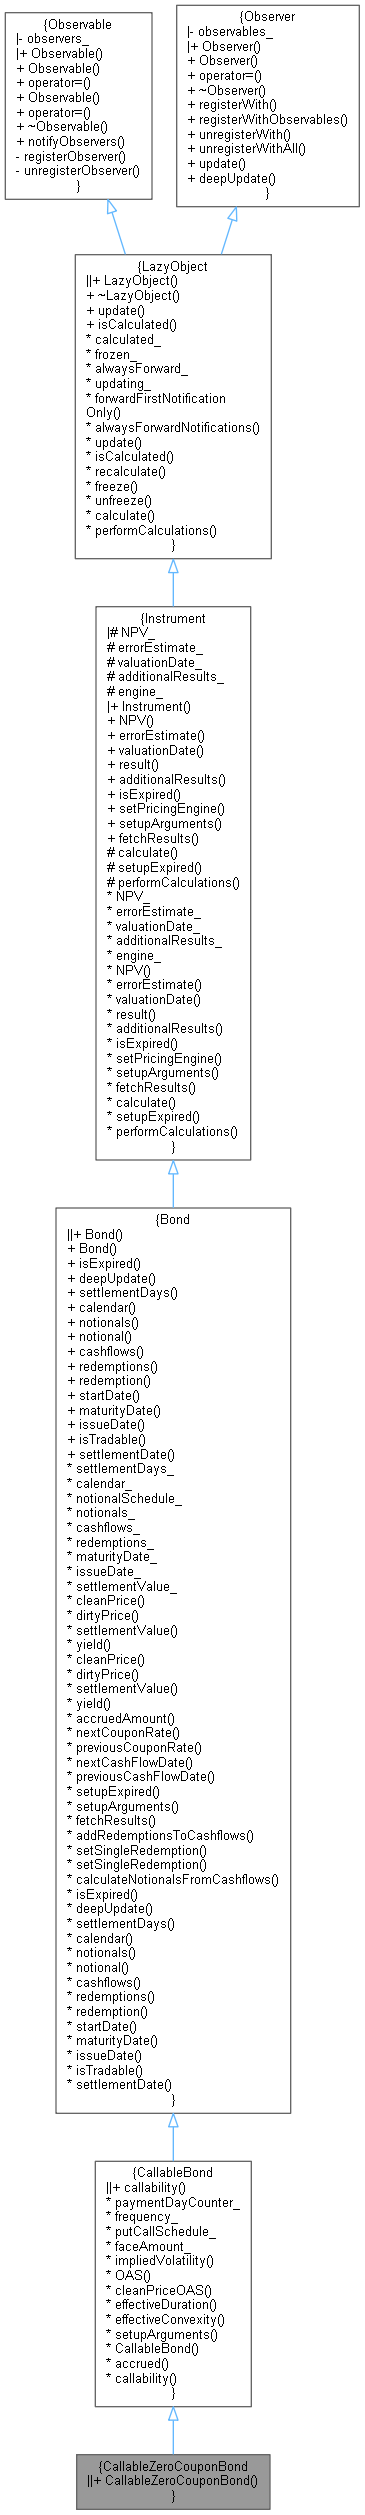 {Observable
|- observers_
|+ Observable()
+ Observable()
+ operator=()
+ Observable()
+ operator=()
+ ~Observable()
+ notifyObservers()
- registerObserver()
- unregisterObserver()
}
{Observer
|- observables_
|+ Observer()
+ Observer()
+ operator=()
+ ~Observer()
+ registerWith()
+ registerWithObservables()
+ unregisterWith()
+ unregisterWithAll()
+ update()
+ deepUpdate()
}
{LazyObject
||+ LazyObject()
+ ~LazyObject()
+ update()
+ isCalculated()
* calculated_
* frozen_
* alwaysForward_
* updating_
* forwardFirstNotification
Only()
* alwaysForwardNotifications()
* update()
* isCalculated()
* recalculate()
* freeze()
* unfreeze()
* calculate()
* performCalculations()
}
{Instrument
|# NPV_
# errorEstimate_
# valuationDate_
# additionalResults_
# engine_
|+ Instrument()
+ NPV()
+ errorEstimate()
+ valuationDate()
+ result()
+ additionalResults()
+ isExpired()
+ setPricingEngine()
+ setupArguments()
+ fetchResults()
# calculate()
# setupExpired()
# performCalculations()
* NPV_
* errorEstimate_
* valuationDate_
* additionalResults_
* engine_
* NPV()
* errorEstimate()
* valuationDate()
* result()
* additionalResults()
* isExpired()
* setPricingEngine()
* setupArguments()
* fetchResults()
* calculate()
* setupExpired()
* performCalculations()
}
{Bond
||+ Bond()
+ Bond()
+ isExpired()
+ deepUpdate()
+ settlementDays()
+ calendar()
+ notionals()
+ notional()
+ cashflows()
+ redemptions()
+ redemption()
+ startDate()
+ maturityDate()
+ issueDate()
+ isTradable()
+ settlementDate()
* settlementDays_
* calendar_
* notionalSchedule_
* notionals_
* cashflows_
* redemptions_
* maturityDate_
* issueDate_
* settlementValue_
* cleanPrice()
* dirtyPrice()
* settlementValue()
* yield()
* cleanPrice()
* dirtyPrice()
* settlementValue()
* yield()
* accruedAmount()
* nextCouponRate()
* previousCouponRate()
* nextCashFlowDate()
* previousCashFlowDate()
* setupExpired()
* setupArguments()
* fetchResults()
* addRedemptionsToCashflows()
* setSingleRedemption()
* setSingleRedemption()
* calculateNotionalsFromCashflows()
* isExpired()
* deepUpdate()
* settlementDays()
* calendar()
* notionals()
* notional()
* cashflows()
* redemptions()
* redemption()
* startDate()
* maturityDate()
* issueDate()
* isTradable()
* settlementDate()
}
{CallableBond
||+ callability()
* paymentDayCounter_
* frequency_
* putCallSchedule_
* faceAmount_
* impliedVolatility()
* OAS()
* cleanPriceOAS()
* effectiveDuration()
* effectiveConvexity()
* setupArguments()
* CallableBond()
* accrued()
* callability()
}
{CallableZeroCouponBond
||+ CallableZeroCouponBond()
}